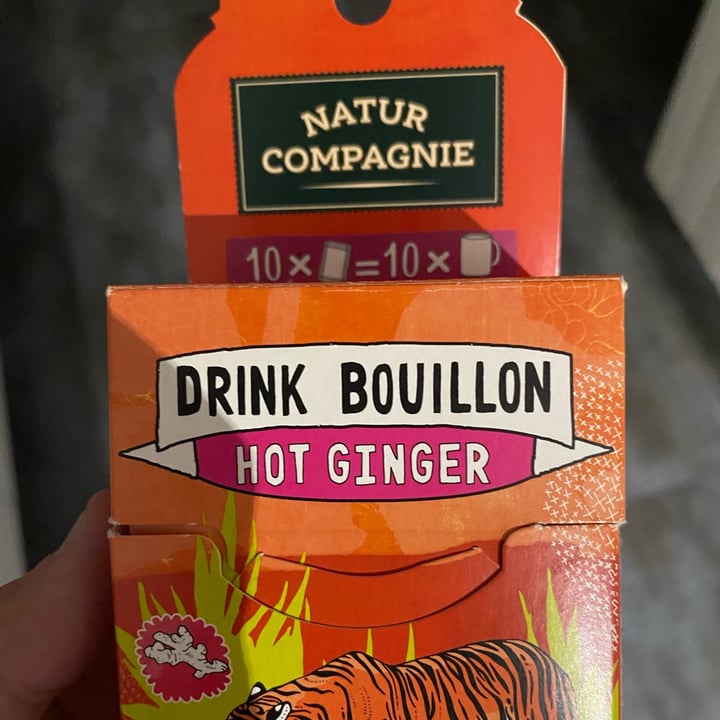 NATUR
COMPAGNIE
10 x = 10 x
DRINK BOUILLON
HOT GINGER